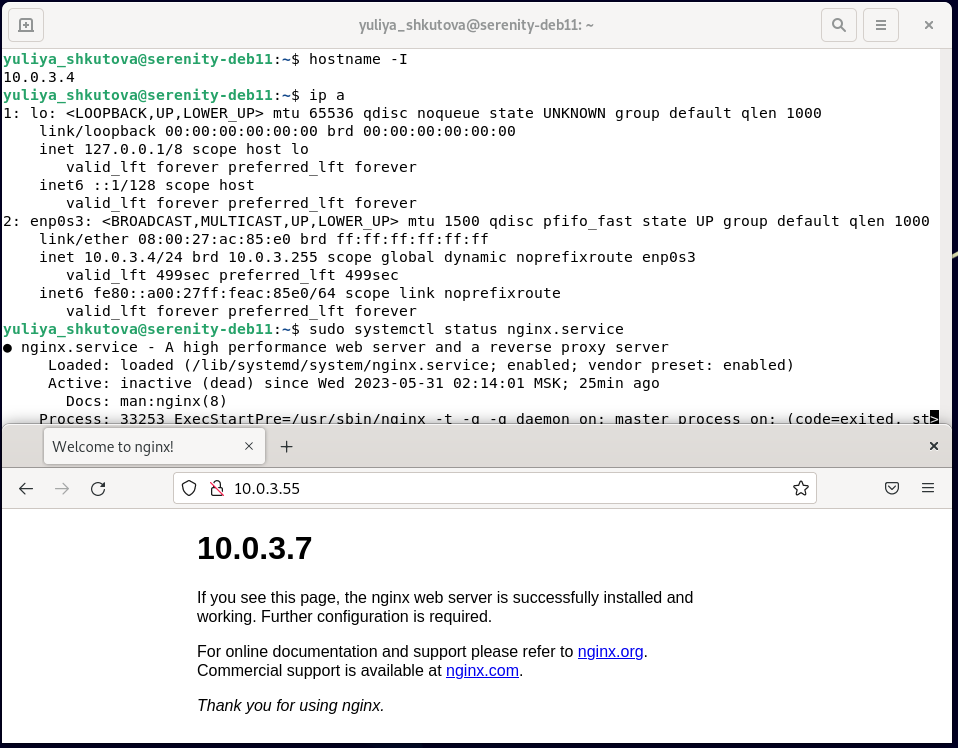 yuliya_shkutova@serenity-deb11: ~
yuliya_shkutova@serenity-deb11:~$ hostname -I
10.0.3.4
yuliya_shkutova@serenity-deb11:~$ ip a
1: lo: <LOOPBACK,UP,LOWER_UP> mtu 65536 qdisc noqueue state UNKNOWN group default qlen 1000
    link/loopback 00:00:00:00:00:00 brd 00:00:00:00:00:00
    inet 127.0.0.1/8 scope host lo
       valid_lft forever preferred_lft forever
    inet6 ::1/128 scope host
       valid_lft forever preferred_lft forever
2: enp0s3: <BROADCAST,MULTICAST,UP,LOWER_UP> mtu 1500 qdisc pfifo_fast state UP group default qlen 1000
    link/ether 08:00:27:ac:85:e0 brd ff:ff:ff:ff:ff:ff
    inet 10.0.3.4/24 brd 10.0.3.255 scope global dynamic noprefixroute enp0s3
       valid_lft 499sec preferred_lft 499sec
    inet6 fe80::a00:27ff:feac:85e0/64 scope link noprefixroute
       valid_lft forever preferred_lft forever
yuliya_shkutova@serenity-deb11:~$ sudo systemctl status nginx.service
● nginx.service - A high performance web server and a reverse proxy server
     Loaded: loaded (/lib/systemd/system/nginx.service; enabled; vendor preset: enabled)
     Active: inactive (dead) since Wed 2023-05-31 02:14:01 MSK; 25min ago
       Docs: man:nginx(8)
    Process: 33253 ExecStartPre=/usr/sbin/nginx -t -q -g daemon on; master_process on; (code=exited, st>
Welcome to nginx!
10.0.3.55
10.0.3.7
If you see this page, the nginx web server is successfully installed and
working. Further configuration is required.
For online documentation and support please refer to nginx.org.
Commercial support is available at nginx.com.
Thank you for using nginx.